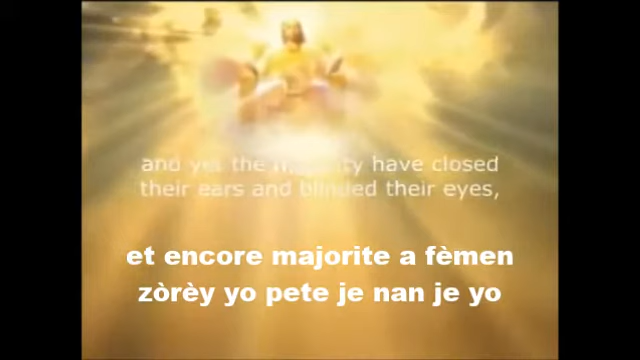 and yet the majority have closed
their ears and blinded their eyes,
et encore majorite a fèmen
zòrèy yo pete je nan je yo